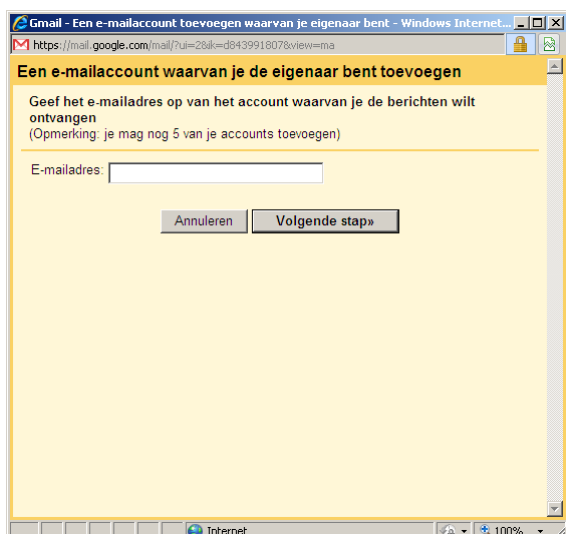 Gmail - Een e-mailaccount toevoegen waarvan je eigenaar bent - Windows Internet...
https://mail.google.com/mail/?ui=2&ik=d843991807&view=ma
Een e-mailaccount waarvan je de eigenaar bent toevoegen
Geef het e-mailadres op van het account waarvan je de berichten wilt
ontvangen
(Opmerking: je mag nog 5 van je accounts toevoegen)
E-mailadres:
Annuleren Volgende stap»
Internet 100%